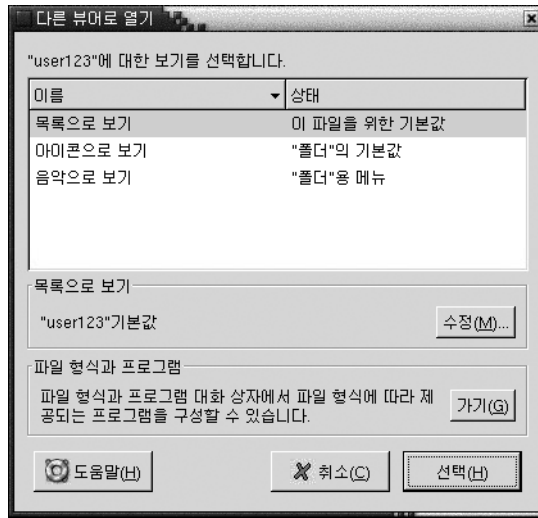 다른 뷰어로 열기
"user123"에 대한 보기를 선택합니다.
이름 상태
목록으로 보기 이 파일을 위한 기본값
아이콘으로 보기 "폴더"의 기본값
음악으로 보기 "폴더"용 메뉴
목록으로 보기
"user123"기본값 수정(M)...
파일 형식과 프로그램
파일 형식과 프로그램 대화 상자에서 파일 형식에 따라 제
공되는 프로그램을 구성할 수 있습니다. 가기(G)
도움말(H) 취소(C) 선택(H)